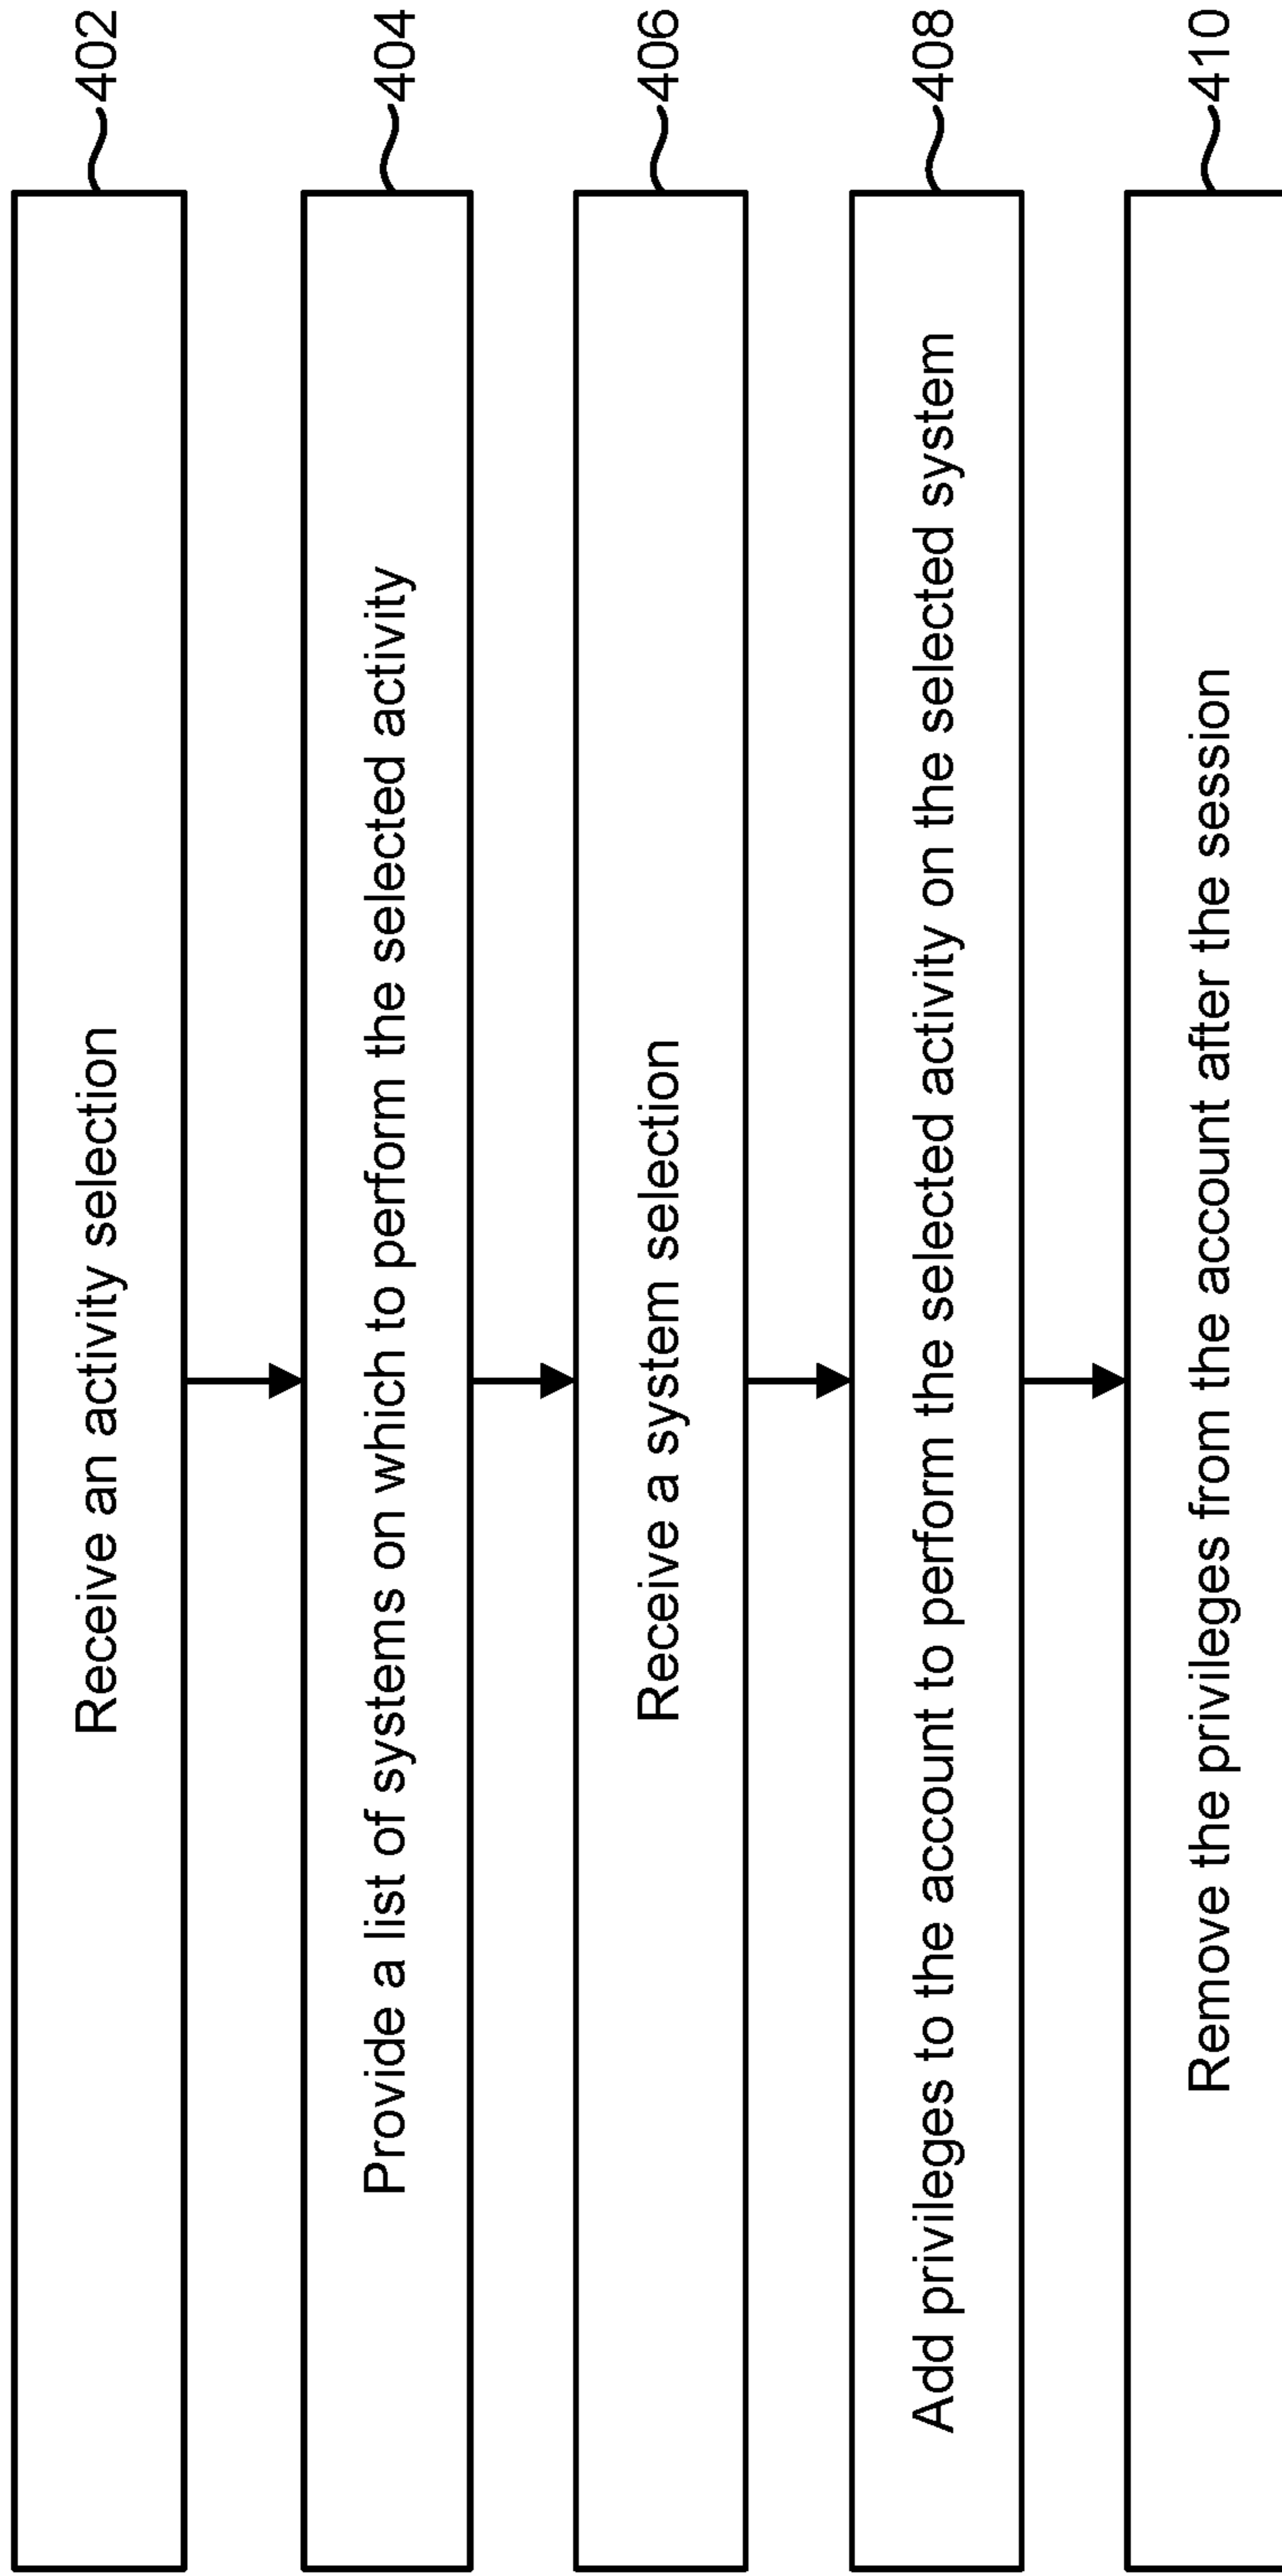 Receive an activity selection
402
Provide a list of systems on which to perform the selected activity
404
Receive a system selection
406
Add privileges to the account to perform the selected activity on the selected system
408
Remove the privileges from the account after the session
410